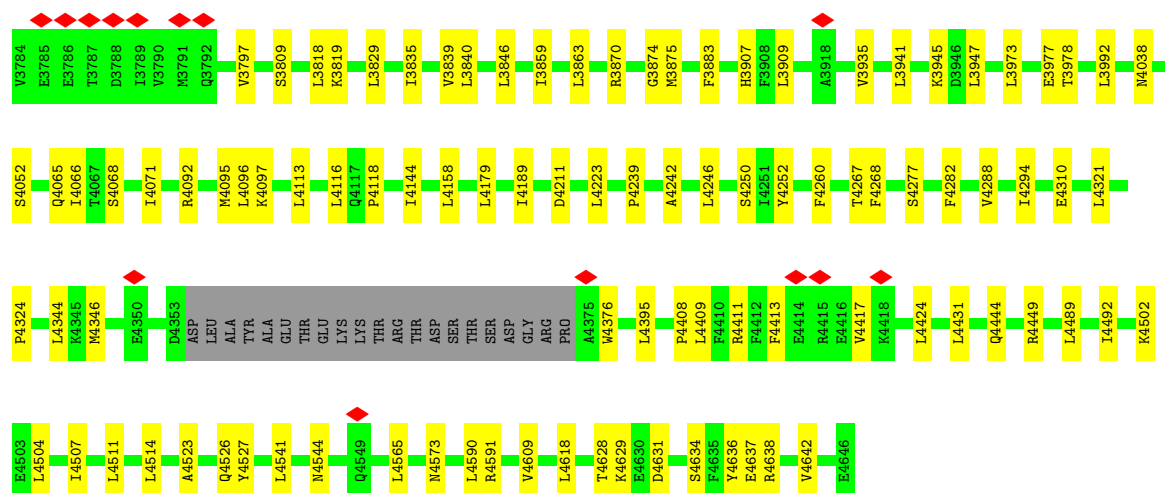 V3784 E3785 E3786 T3787 D3788 I3789 V3790 M3791 Q3792 V3797 S3809 L3818 K3819 L3829 I3835 V3839 L3840 L3846 I3859 L3863 R3870 G3874 M3875 F3883 H3907 F3908 L3909 A3918 V3935 L3941 K3945 D3946 L3947 L3973 E3977 T3978 L3992 N4038
S4052 Q4065 I4066 T4067 S4068 I4071 R4092 M4095 L4096 K4097 L4113 L4116 Q4117 P4118 I4144 L4158 L4179 I4189 D4211 L4223 P4239 A4242 L4246 S4250 I4251 Y4252 F4260 T4267 F4268 S4277 F4282 V4288 I4294 E4310 L4321
P4324 L4344 K4345 M4346 E4350 D4353 ASP LEU ALA TYR ALA GLU THR GLU LYS LYS THR ARG THR ASP SER THR SER ASP GLY ARG PRO A4375 W4376 L4395 P4408 L4409 F4410 R4411 F4412 F4413 E4414 R4415 E4416 V4417 K4418 L4424 L4431 Q4444 R4449 L4489 I4492 K4502
E4503 L4504 I4507 L4511 L4514 A4523 Q4526 Y4527 L4541 N4544 Q4549 L4565 N4573 L4590 R4591 V4609 L4618 T4628 K4629 E4630 D4631 S4634 F4635 Y4636 E4637 R4638 V4642 E4646